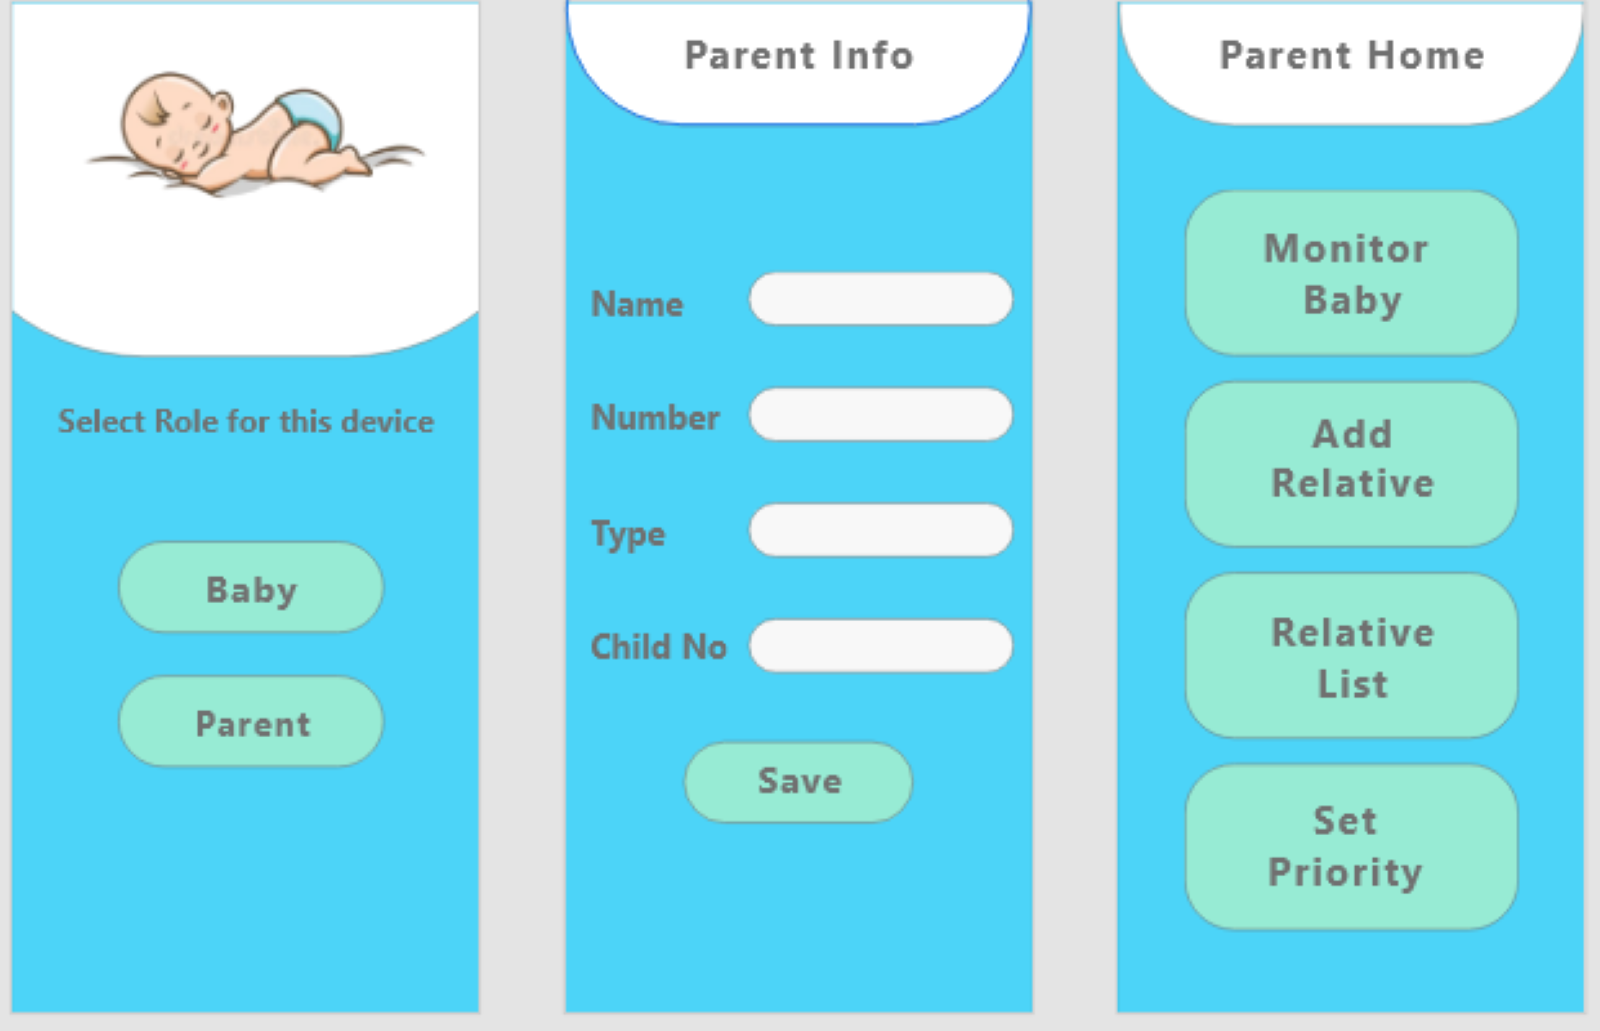 Select Role for this device
Baby
Parent
Parent Info
Name
Number
Type
Child No
Save
Parent Home
Monitor
Baby
Add
Relative
Relative
List
Set
Priority